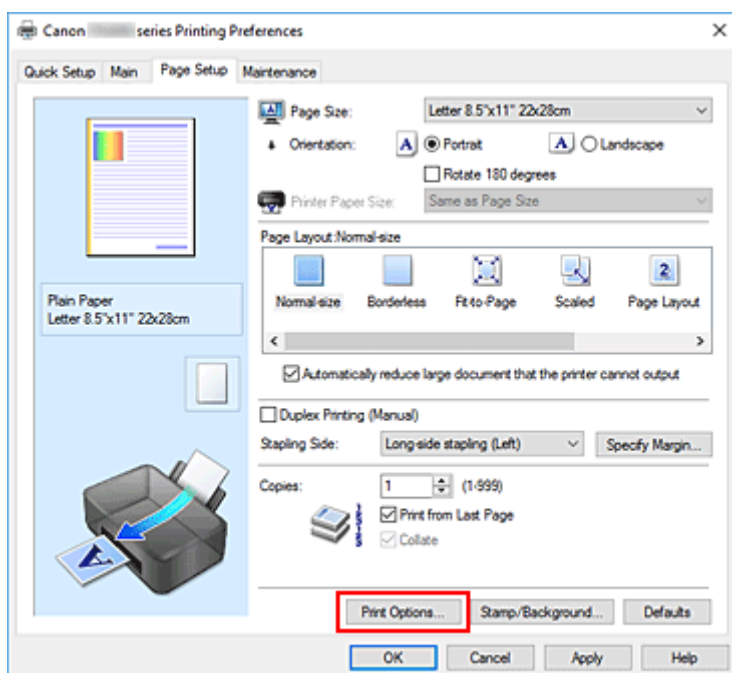 Canon series Printing Preferences
Quick Setup Main Page Setup Maintenance
Page Size: Letter 8.5"x11" 22x28cm
Orientation: A Portrait A Landscape
Rotate 180 degrees
Printer Paper Size: Same as Page Size
Page Layout:Normal-size
2
Normal-size Borderless Fit-to-Page Scaled Page Layout
Plain Paper
Letter 8.5"x11" 22x28cm
Automatically reduce large document that the printer cannot output
Duplex Printing (Manual)
Stapling Side: Long-side stapling (Left) Specify Margin...
Copies: 1 (1-999)
Print from Last Page
Collate
A
Print Options... Stamp/Background... Defaults
OK Cancel Apply Help